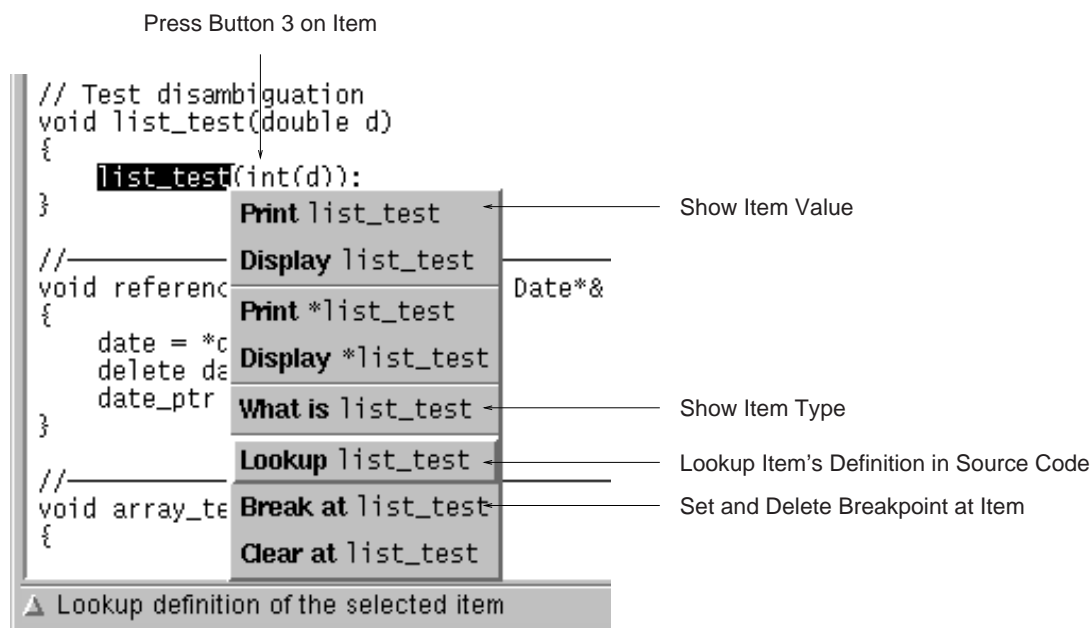 Press Button 3 on Item
// Test disambiguation
void list_test(double d)
{
list_test(int(d));
}
Print list_test
Show Item Value
Display list_test
//
void referenc
Date*&
{
Print *list_test
date = *c
Display *list_test
delete da
date_ptr
What is list_test
Show Item Type
}
Lookup list_test
Lookup Item's Definition in Source Code
//
void array_te
Break at list_test
Set and Delete Breakpoint at Item
{
Clear at list_test
Lookup definition of the selected item